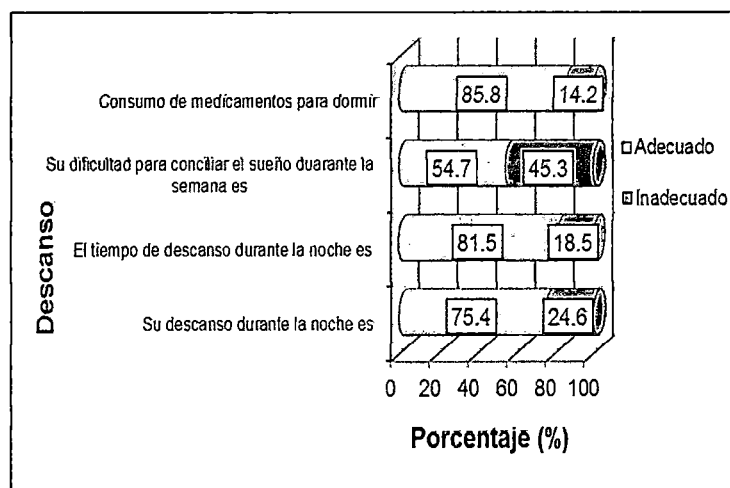 Consumo de medicamentos para dormir
85.8
14.2
Su dificultad para conciliar el sueño duarante la
semana es
54.7
45.3
El tiempo de descanso durante la noche es
81.5
18.5
Su descanso durante la noche es
75.4
24.6
Descanso
0 20 40 60 80 100
Porcentaje (%)
Adecuado
Inadecuado